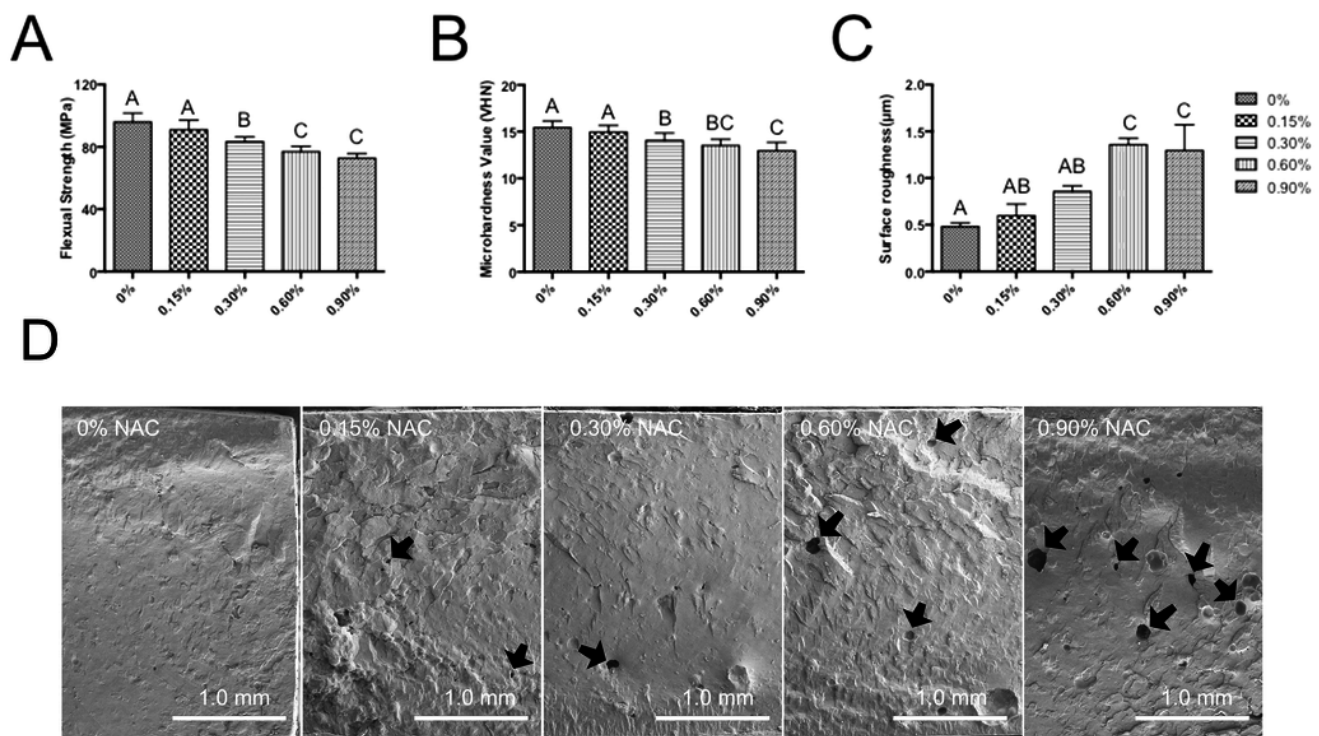 A
B
C
Flexual Strength (MPa)
120
80
40
0
A
A
B
C
C
0%
0.15%
0.30%
0.60%
0.90%
Microhardness Value (VHN)
20
15
10
5
0
A
A
B
BC
C
0%
0.15%
0.30%
0.60%
0.90%
Surface roughness(μm)
2.0
1.5
1.0
0.5
0.0
A
AB
AB
C
C
0%
0.15%
0.30%
0.60%
0.90%
0%
0.15%
0.30%
0.60%
0.90%
D
0% NAC
0.15% NAC
0.30% NAC
0.60% NAC
0.90% NAC
1.0 mm
1.0 mm
1.0 mm
1.0 mm
1.0 mm